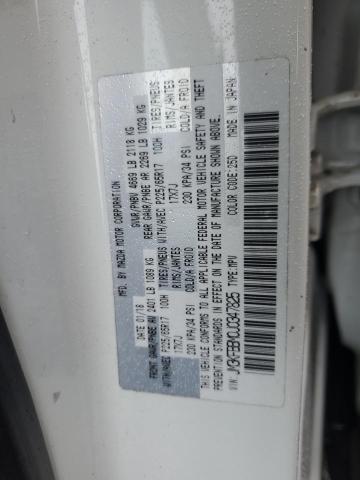 MFD BY: MAZDA MOTOR CORPORATION
DATE: 01/18 GVWR/PNBV 4669 LB 2118 KG
FRONT GAWR/PNBE AV 2401 LB 1089 KG REAR GAWR/PNBE AR 2269 LB 1029 KG
TIRES/PNEUS TIRES/PNEUS
WITH/AVEC P225/65R17 100H WITH/AVEC P225/65R17 100H
RIMS/JANTES RIMS/JANTES
17X7J 17X7J
COLD/A FROID COLD/A FROID
230 KPA/34 PSI 230 KPA/34 PSI
THIS VEHICLE CONFORMS TO ALL APPLICABLE FEDERAL MOTOR VEHICLE SAFETY AND THEFT
PREVENTION STANDARDS IN EFFECT ON THE DATE OF MANUFACTURE SHOWN ABOVE.
COLOR CODE: 25D MADE IN JAPAN
VIN: TYPE: MPV